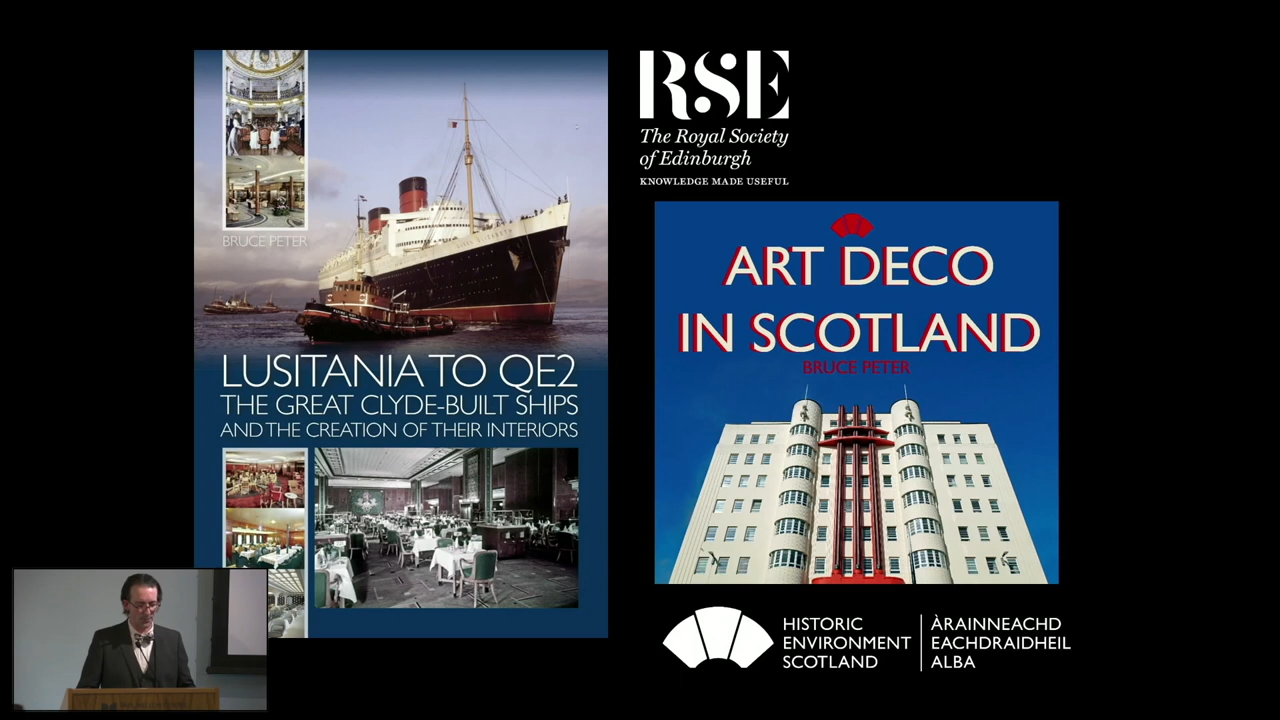 BRUCE PETER
LUSITANIA TO QE2
THE GREAT CLYDE-BUILT SHIPS
AND THE CREATION OF THEIR INTERIORS
RSE
The Royal Society
of Edinburgh
KNOWLEDGE MADE USEFUL
ART DECO
IN SCOTLAND
BRUCE PETER
HISTORIC
ENVIRONMENT
SCOTLAND
ÀRAINNEACHD
EACHDRAIDHEIL
ALBA